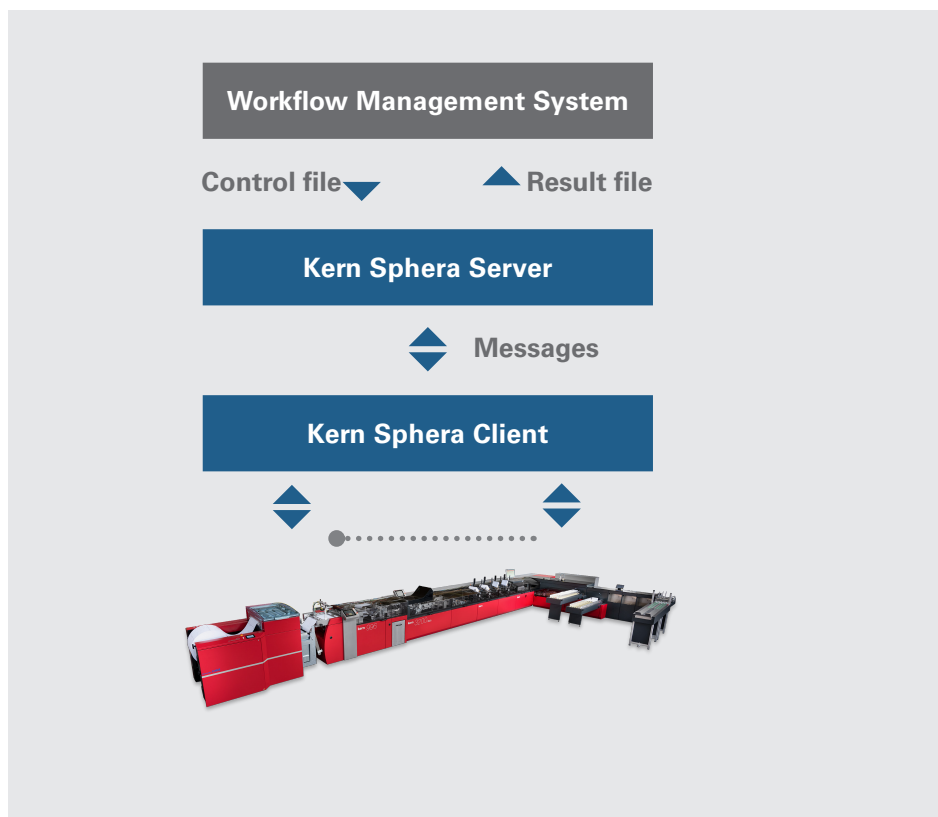 Workflow Management System
Control file
Result file
Kern Sphera Server
Messages
Kern Sphera Client